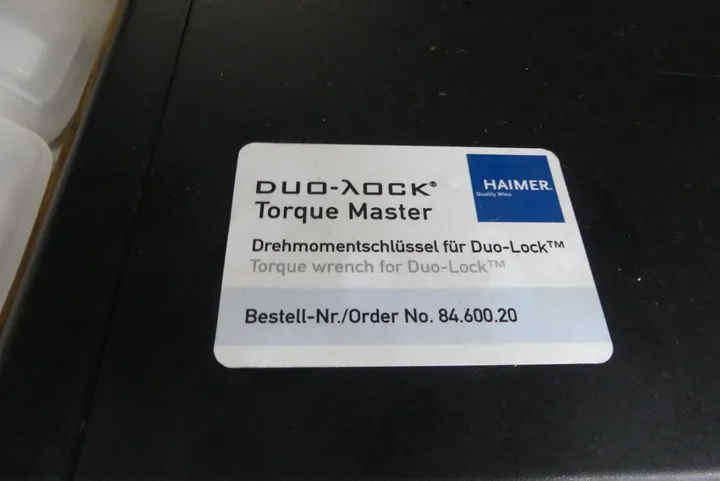 DUO-λOCK®
Torque Master
HAIMER.
Quality Wins
Drehmomentschlüssel für Duo-Lock™
Torque wrench for Duo-Lock™
Bestell-Nr./Order No. 84.600.20